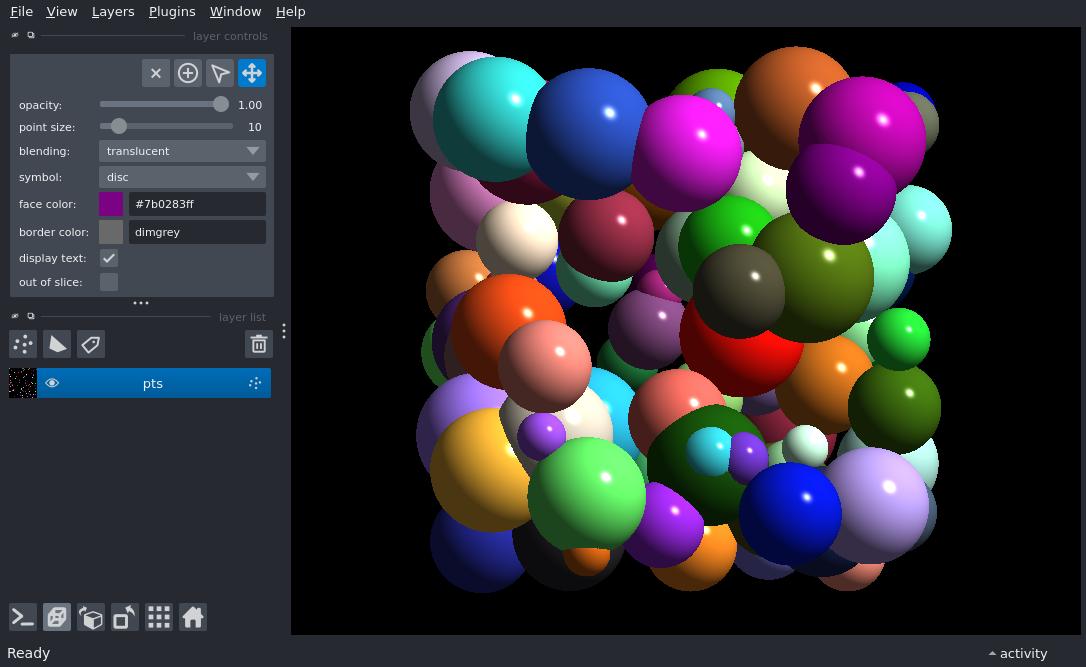 File View Layers Plugins Window Help
layer controls
opacity: 1.00
point size: 10
blending: translucent
symbol: disc
face color: #7b0283ff
border color: dimgrey
display text:
out of slice:
layer list
pts
Ready
activity